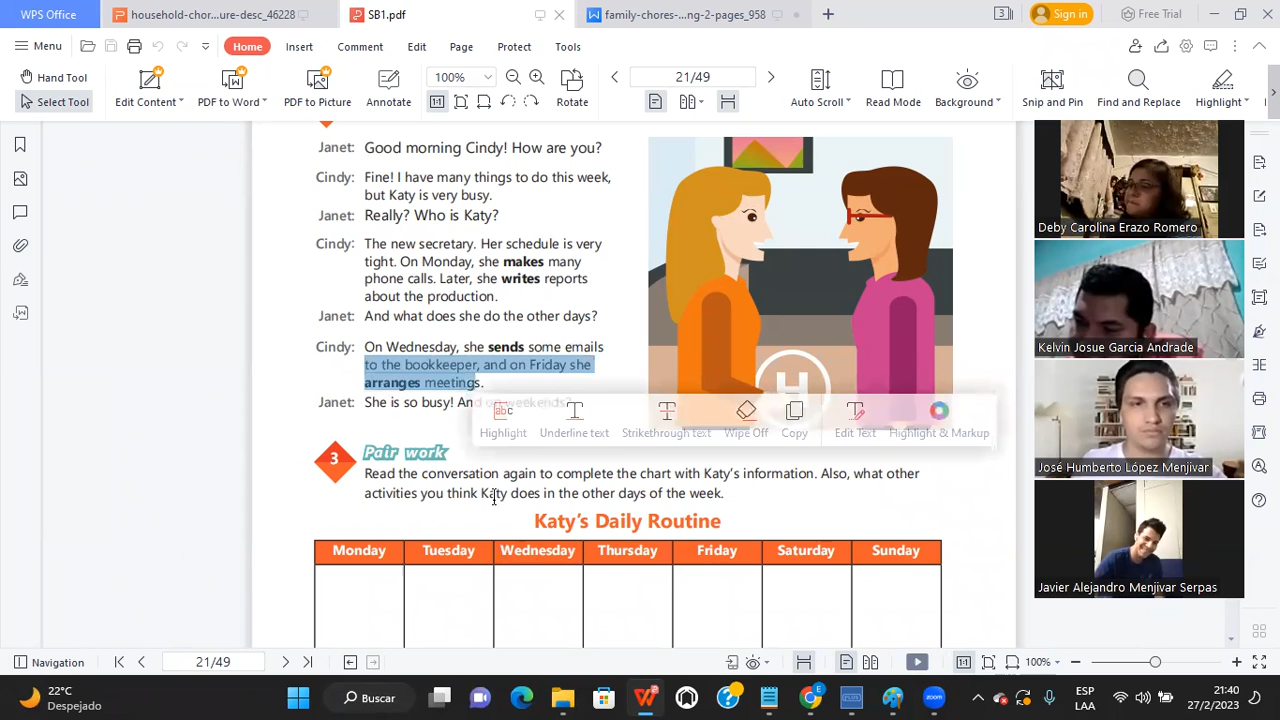 WPS Office
household-chor...ure-desc_46228
SB1.pdf
family-chores-...ng-2-pages_958
3
Sign in
Free Trial
Menu
Home
Insert
Comment
Edit
Page
Protect
Tools
Hand Tool
Select Tool
Edit Content
PDF to Word
PDF to Picture
Annotate
100%
Rotate
21/49
Auto Scroll
Read Mode
Background
Snip and Pin
Find and Replace
Highlight
Janet: Good morning Cindy! How are you?
Cindy: Fine! I have many things to do this week,
but Katy is very busy.
Janet: Really? Who is Katy?
Cindy: The new secretary. Her schedule is very
tight. On Monday, she makes many
phone calls. Later, she writes reports
about the production.
Janet: And what does she do the other days?
Cindy: On Wednesday, she sends some emails
to the bookkeeper, and on Friday she
arranges meetings.
Janet: She is so busy! And on weekends?
H
abc
Highlight
Underline text
Strikethrough text
Wipe Off
Copy
Edit Text
Highlight & Markup
3
Pair work
Read the conversation again to complete the chart with Katy's information. Also, what other
activities you think Katy does in the other days of the week.
Katy's Daily Routine
Monday Tuesday Wednesday Thursday Friday Saturday Sunday
Deby Carolina Erazo Romero
Kelvin Josue Garcia Andrade
José Humberto López Menjivar
Javier Alejandro Menjivar Serpas
Navigation
21/49
100%
22°C
Despejado
Buscar
zoom
ESP
LAA
21:40
27/2/2023